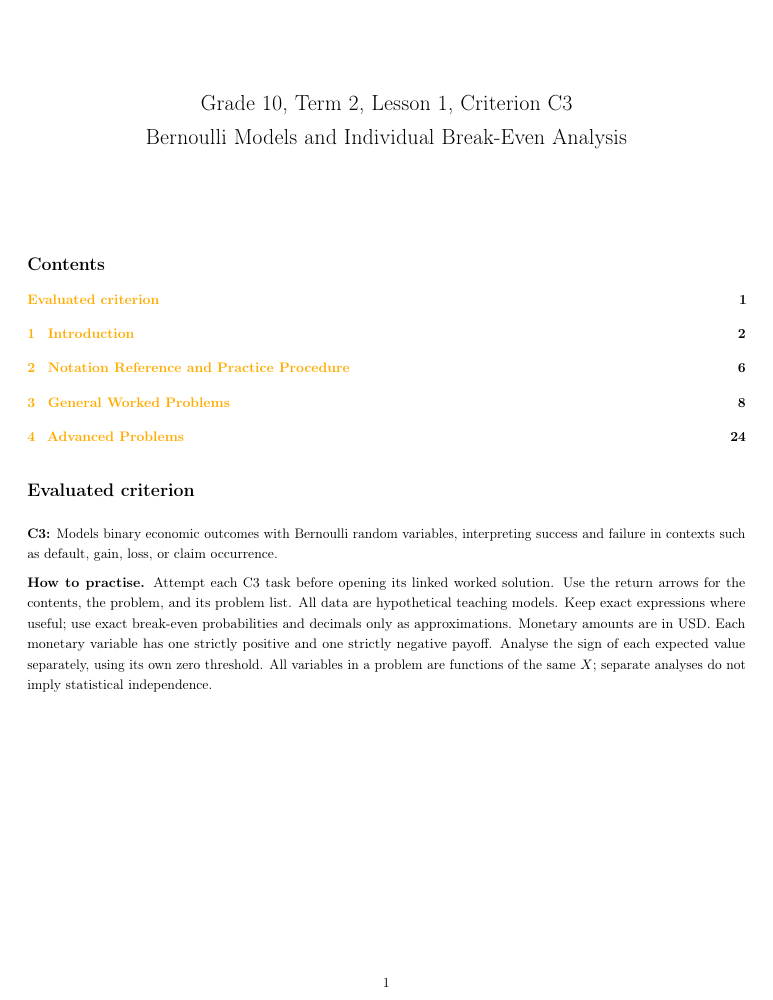 Grade 10, Term 2, Lesson 1, Criterion C3
Bernoulli Models and Individual Break-Even Analysis
Contents
Evaluated criterion 1
1 Introduction 2
2 Notation Reference and Practice Procedure 6
3 General Worked Problems 8
4 Advanced Problems 24
Evaluated criterion
C3: Models binary economic outcomes with Bernoulli random variables, interpreting success and failure in contexts such
as default, gain, loss, or claim occurrence.
How to practise. Attempt each C3 task before opening its linked worked solution. Use the return arrows for the
contents, the problem, and its problem list. All data are hypothetical teaching models. Keep exact expressions where
useful; use exact break-even probabilities and decimals only as approximations. Monetary amounts are in USD. Each
monetary variable has one strictly positive and one strictly negative payoff. Analyse the sign of each expected value
separately, using its own zero threshold. All variables in a problem are functions of the same X; separate analyses do not
imply statistical independence.
1